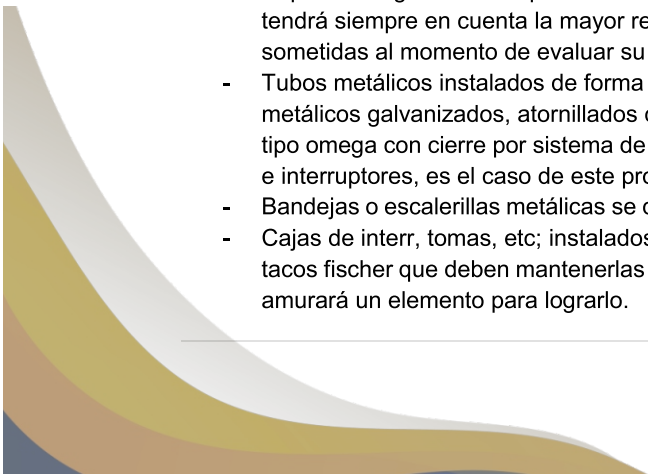 tendrá siempre en cuenta la mayor
sometidas al momento de evaluar su
- Tubos metálicos instalados de forma
metálicos galvanizados, atornillados
tipo omega con cierre por sistema de
e interruptores, es el caso de este
- Bandejas o escalerillas metálicas se
- Cajas de interr, tomas, etc; instalados
tacos fischer que deben mantenerlas
amurará un elemento para lograrlo.